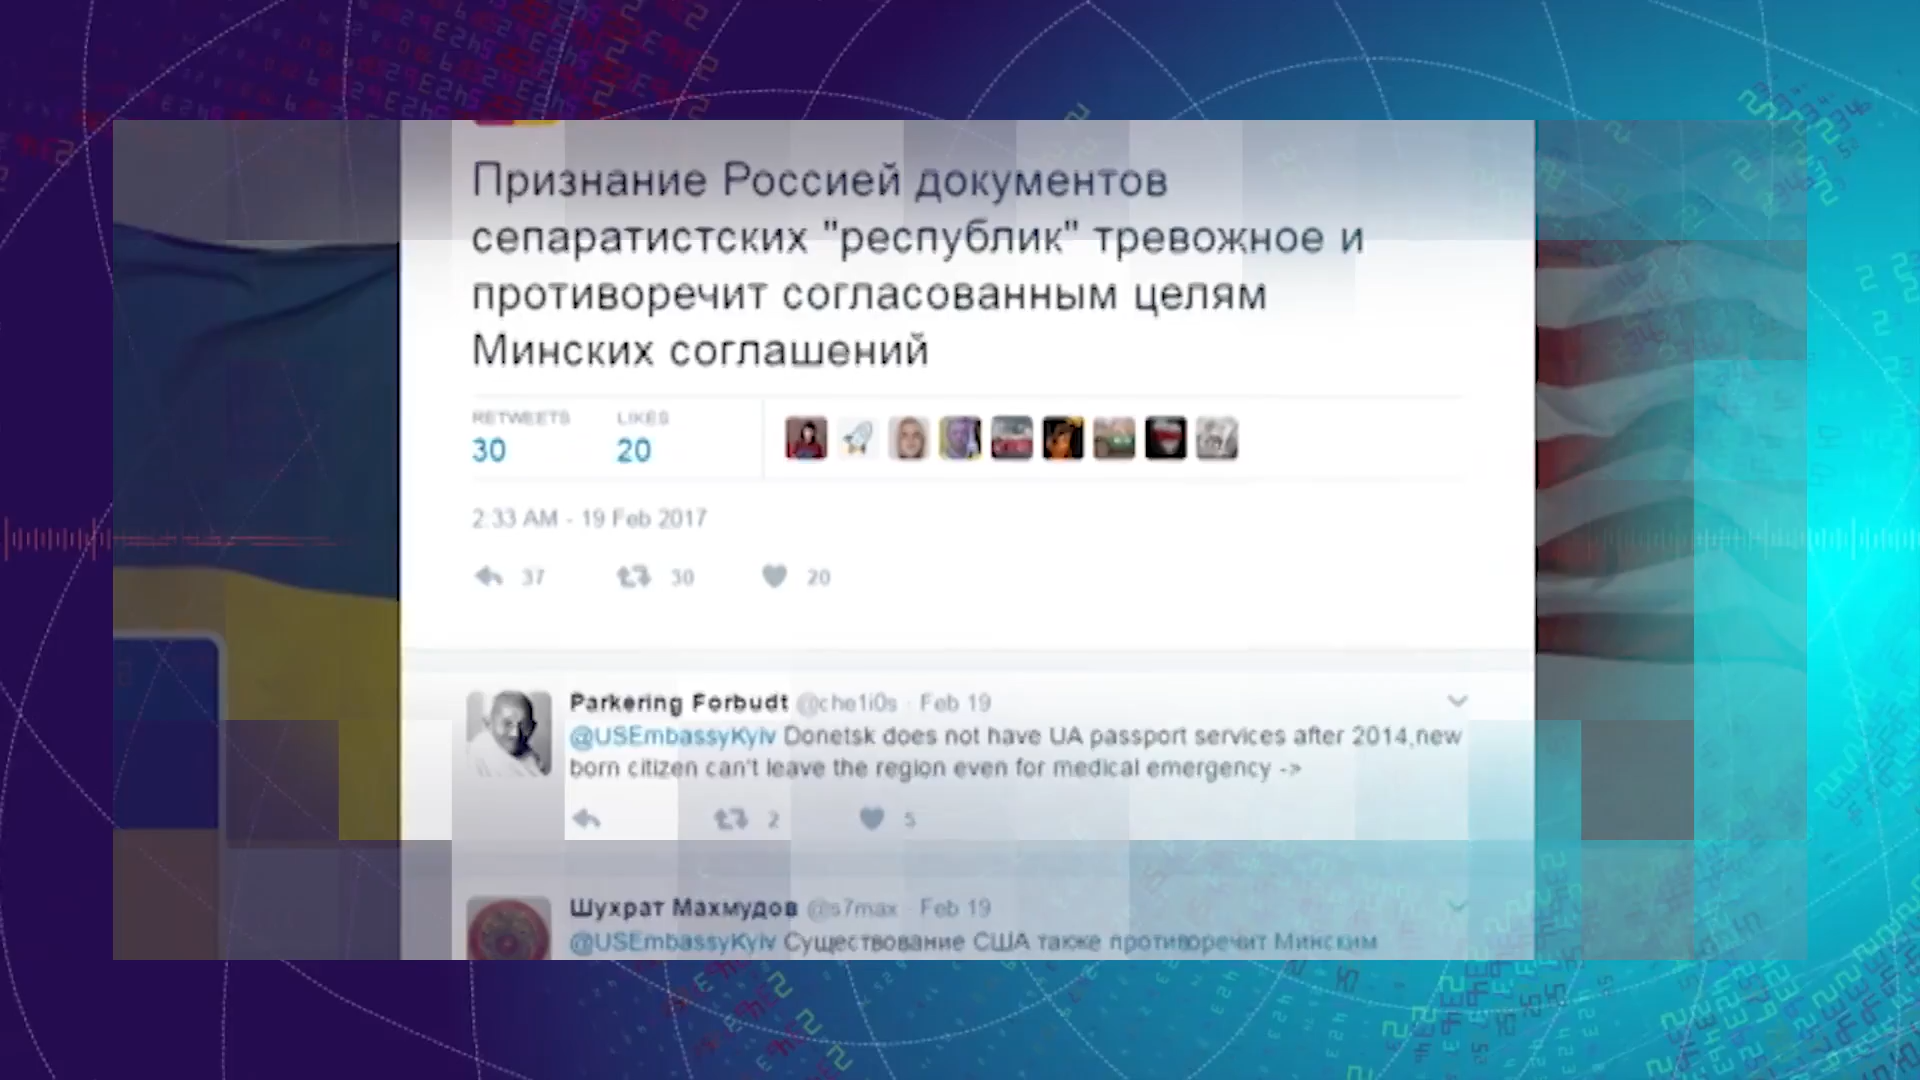 Признание Россией документов
сепаратистских "республик" тревожное и
противоречит согласованным целям
Минских соглашений
RETWEETS LIKES
30 20
2:33 AM - 19 Feb 2017
37 30 20
Parkering Forbudt @che1i0s · Feb 19
@USEmbassyKyiv Donetsk does not have UA passport services after 2014,new
born citizen can't leave the region even for medical emergency ->
2 5
Шухрат Махмудов @s7max · Feb 19
@USEmbassyKyiv Существование США также противоречит Минским